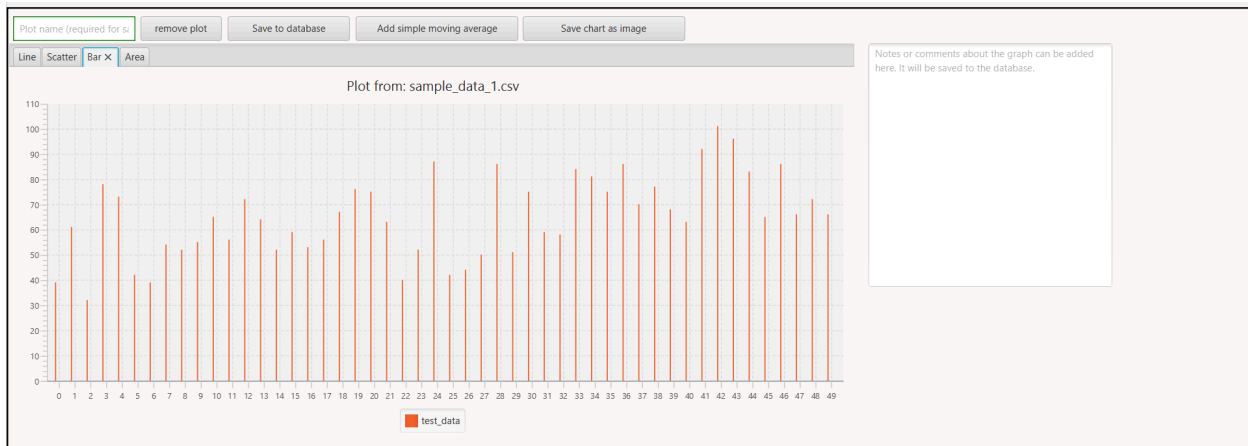 Plot name (required for sa
remove plot
Save to database
Add simple moving average
Save chart as image
Line
Scatter
Bar
Area
Notes or comments about the graph can be added
here. It will be saved to the database.
Plot from: sample_data_1.csv
110
100
90
80
70
60
50
40
30
20
10
0
0 1 2 3 4 5 6 7 8 9 10 11 12 13 14 15 16 17 18 19 20 21 22 23 24 25 26 27 28 29 30 31 32 33 34 35 36 37 38 39 40 41 42 43 44 45 46 47 48 49
test_data